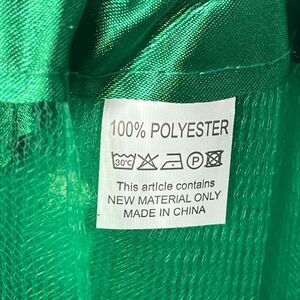 100% POLYESTER
30°C P
This article contains
NEW MATERIAL ONLY
MADE IN CHINA